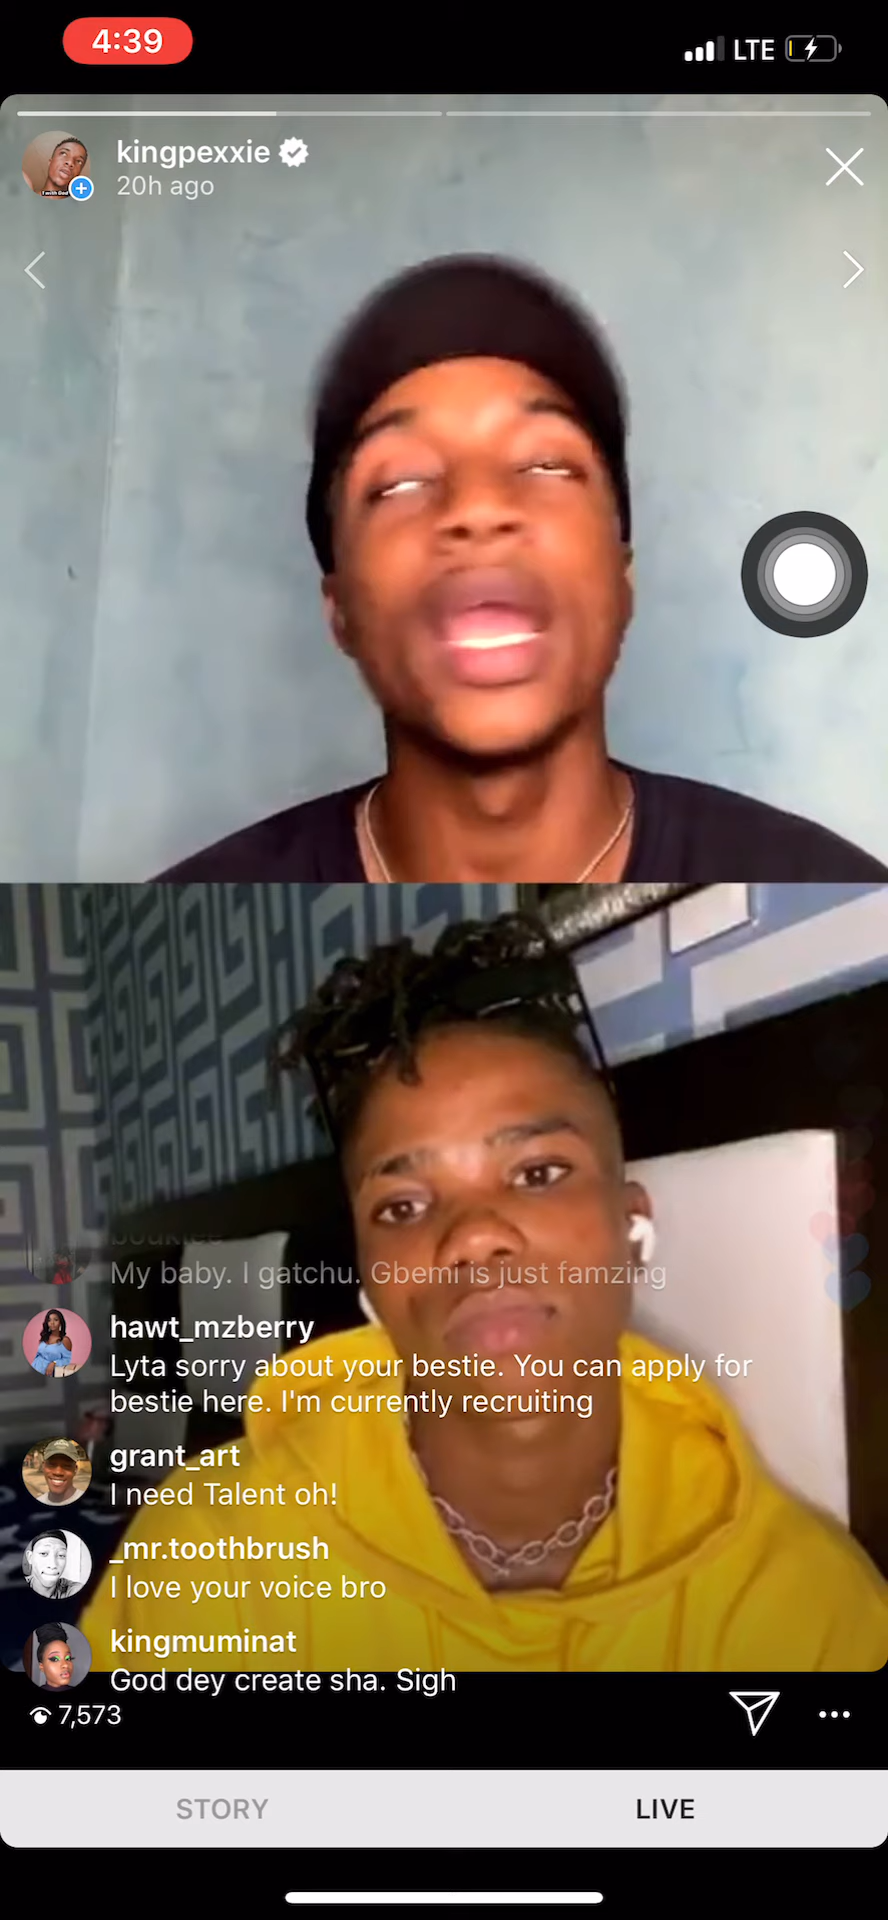 4:39
LTE
kingpexxie
20h ago
My baby. I gatchu. Gbemi is just famzing
hawt_mzberry
Lyta sorry about your bestie. You can apply for
bestie here. I'm currently recruiting
grant_art
I need Talent oh!
_mr.toothbrush
I love your voice bro
kingmuminat
God dey create sha. Sigh
7,573
STORY
LIVE